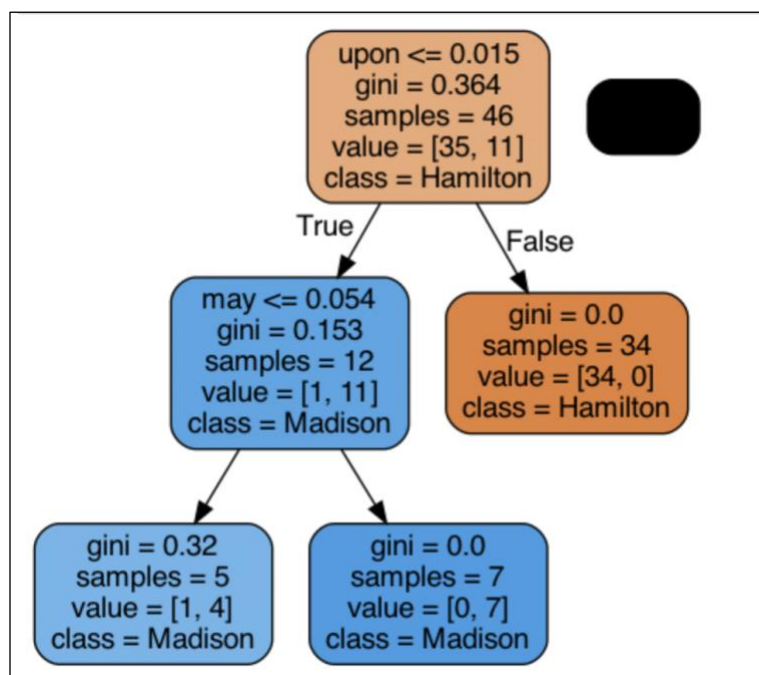 upon <= 0.015
gini = 0.364
samples = 46
value = [35, 11]
class = Hamilton
True
False
may <= 0.054
gini = 0.153
samples = 12
value = [1, 11]
class = Madison
gini = 0.0
samples = 34
value = [34, 0]
class = Hamilton
gini = 0.32
samples = 5
value = [1, 4]
class = Madison
gini = 0.0
samples = 7
value = [0, 7]
class = Madison